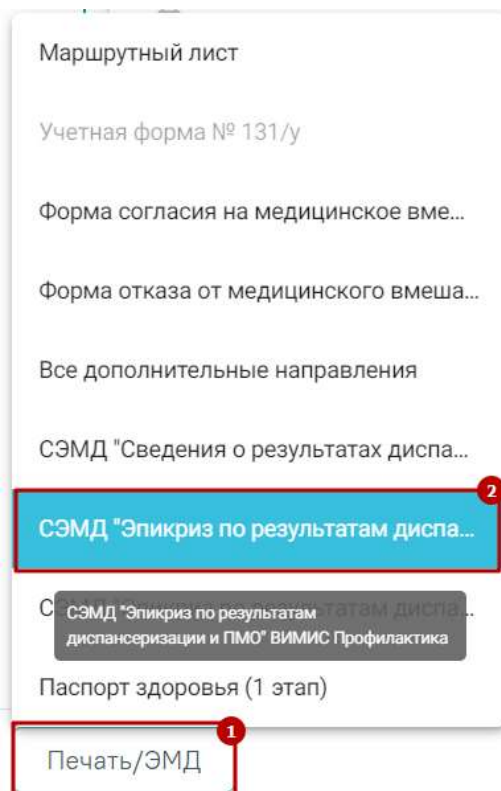 Маршрутный лист
Учетная форма № 131/у
Форма согласия на медицинское вме...
Форма отказа от медицинского вмеша...
Все дополнительные направления
СЭМД "Сведения о результатах диспа...
2
СЭМД "Эпикриз по результатам диспа...
СЭМД "Эпикриз по результатам
диспансеризации и ПМО" ВИМИС Профилактика
Паспорт здоровья (1 этап)
1
Печать/ЭМД